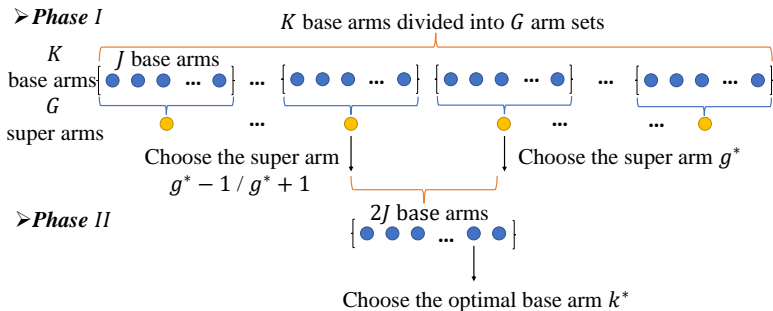 ➢Phase I
K base arms divided into G arm sets
K
base arms
J base arms
... ... ... ... ... ...
G
super arms
... ... ...
Choose the super arm
g* − 1 / g* + 1
Choose the super arm g*
➢Phase II
2J base arms
...
Choose the optimal base arm k*